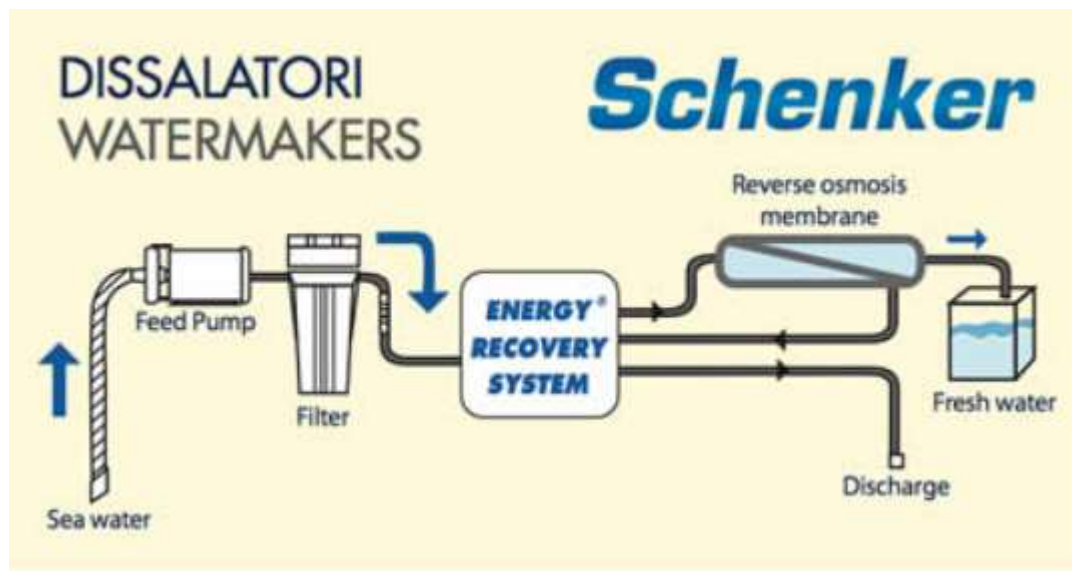 DISSALATORI
WATERMAKERS
Schenker
Reverse osmosis
membrane
Feed Pump
Filter
ENERGY®
RECOVERY
SYSTEM
Fresh water
Discharge
Sea water